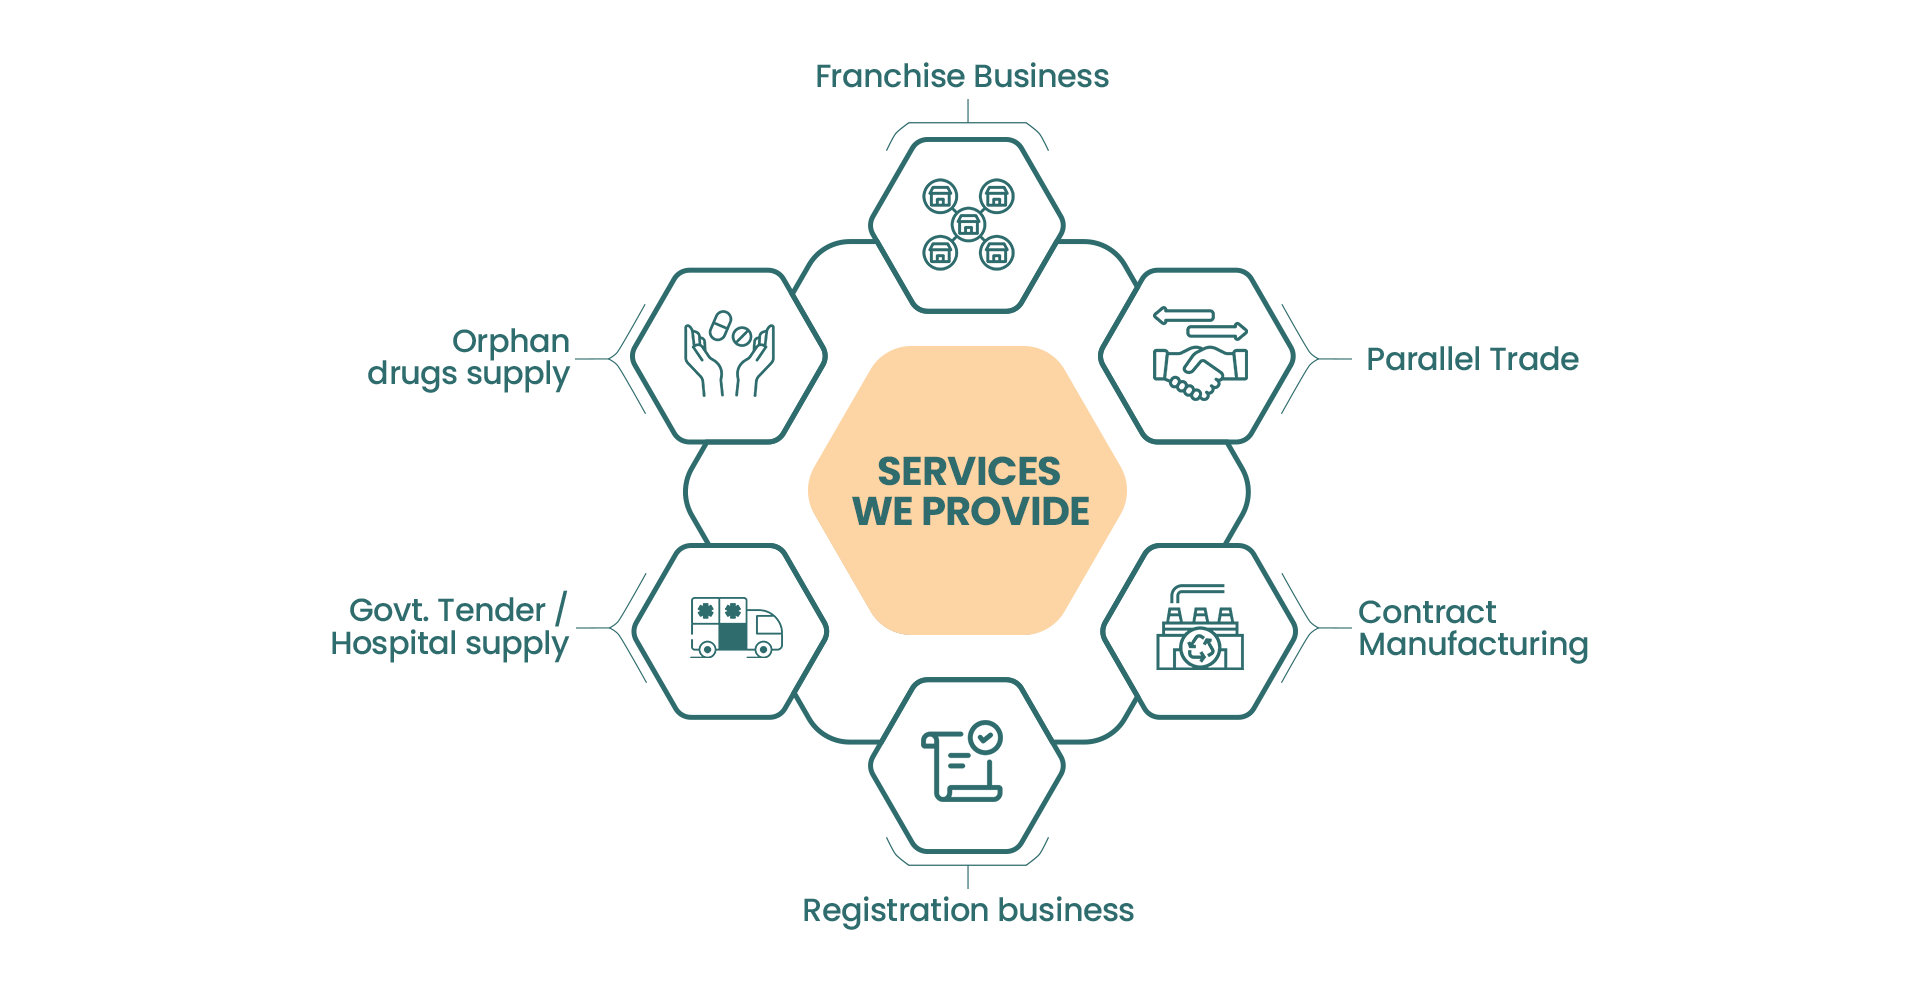 Franchise Business
Orphan
drugs supply
Parallel Trade
SERVICES
WE PROVIDE
Govt. Tender /
Hospital supply
Contract
Manufacturing
Registration business